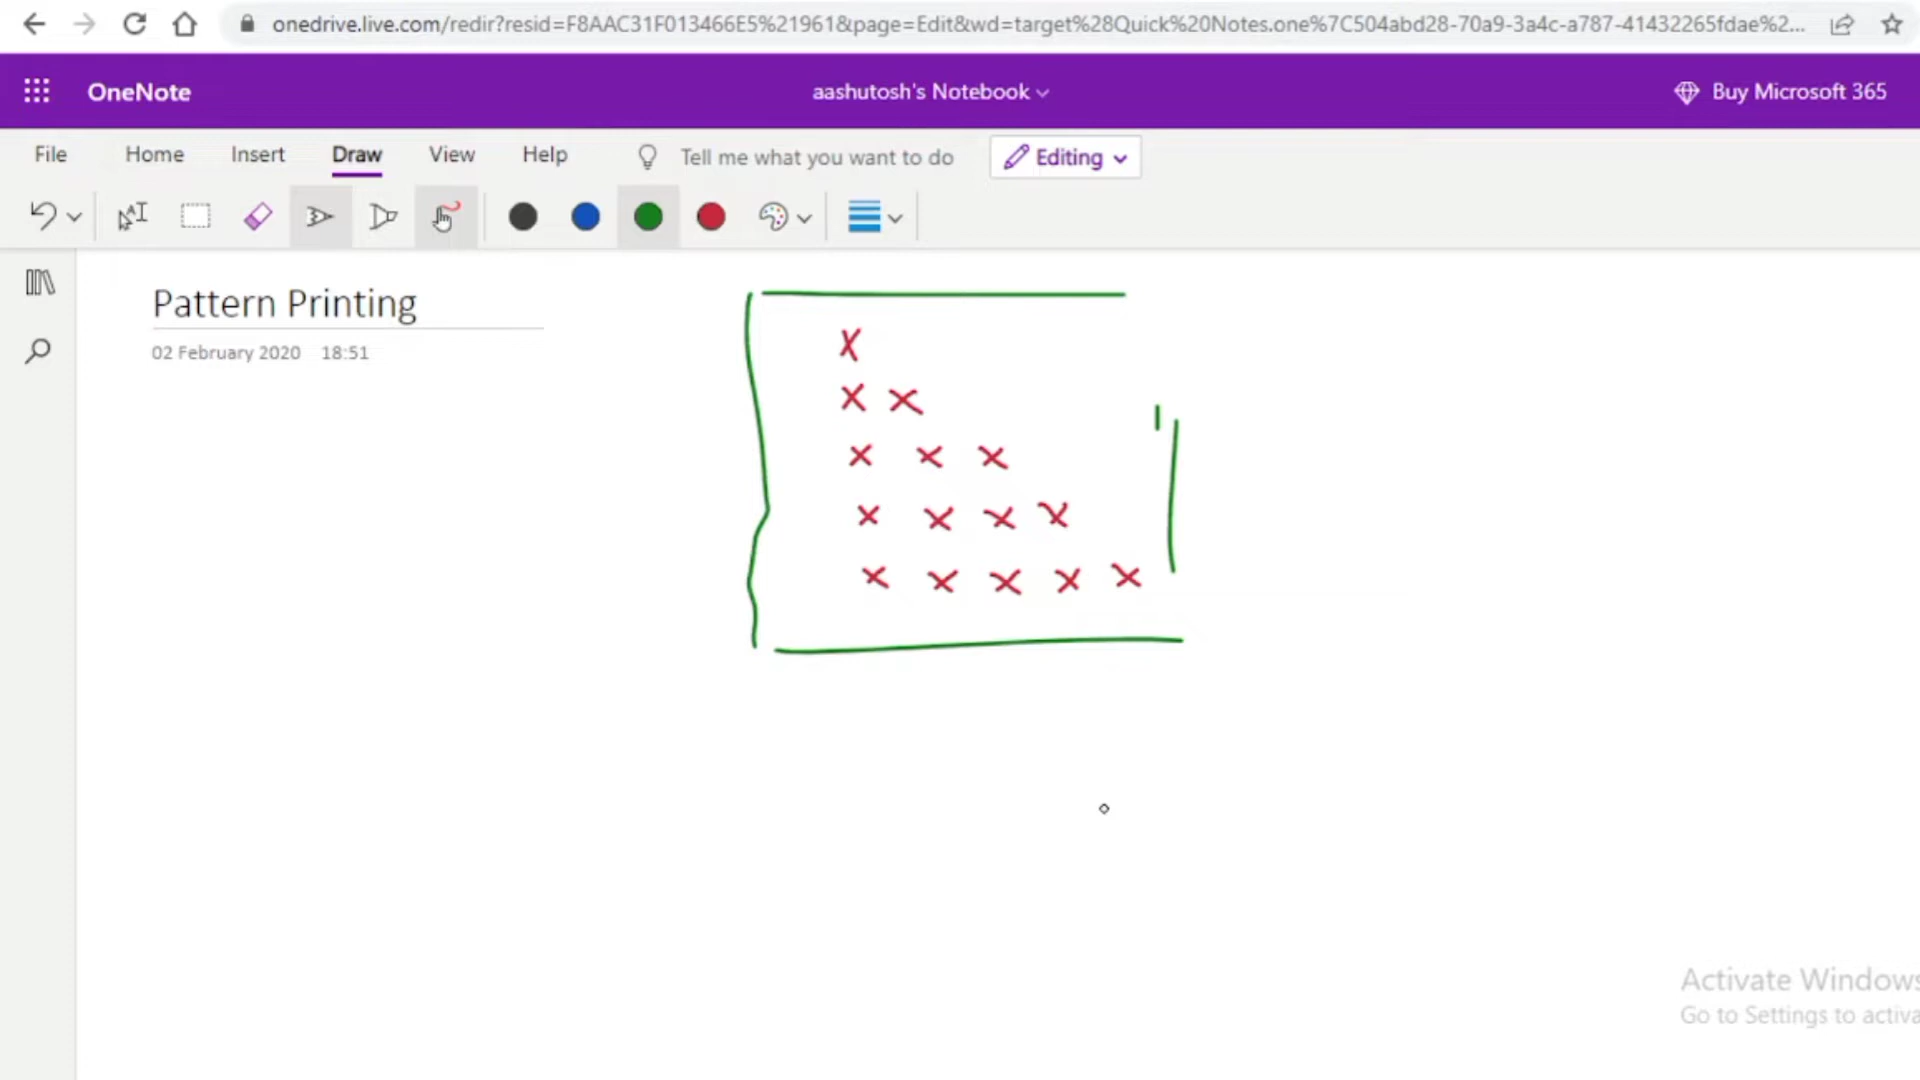 onedrive.live.com/redir?resid=F8AAC31F013466E5%21961&page=Edit&wd=target%28Quick%20Notes.one%7C504abd28-70a9-3a4c-a787-41432265fdae%2...
OneNote
aashutosh's Notebook
Buy Microsoft 365
File Home Insert Draw View Help Tell me what you want to do Editing
Pattern Printing
02 February 2020 18:51
X
X X
X X X
X X X X
X X X X X
Activate Windows
Go to Settings to activa